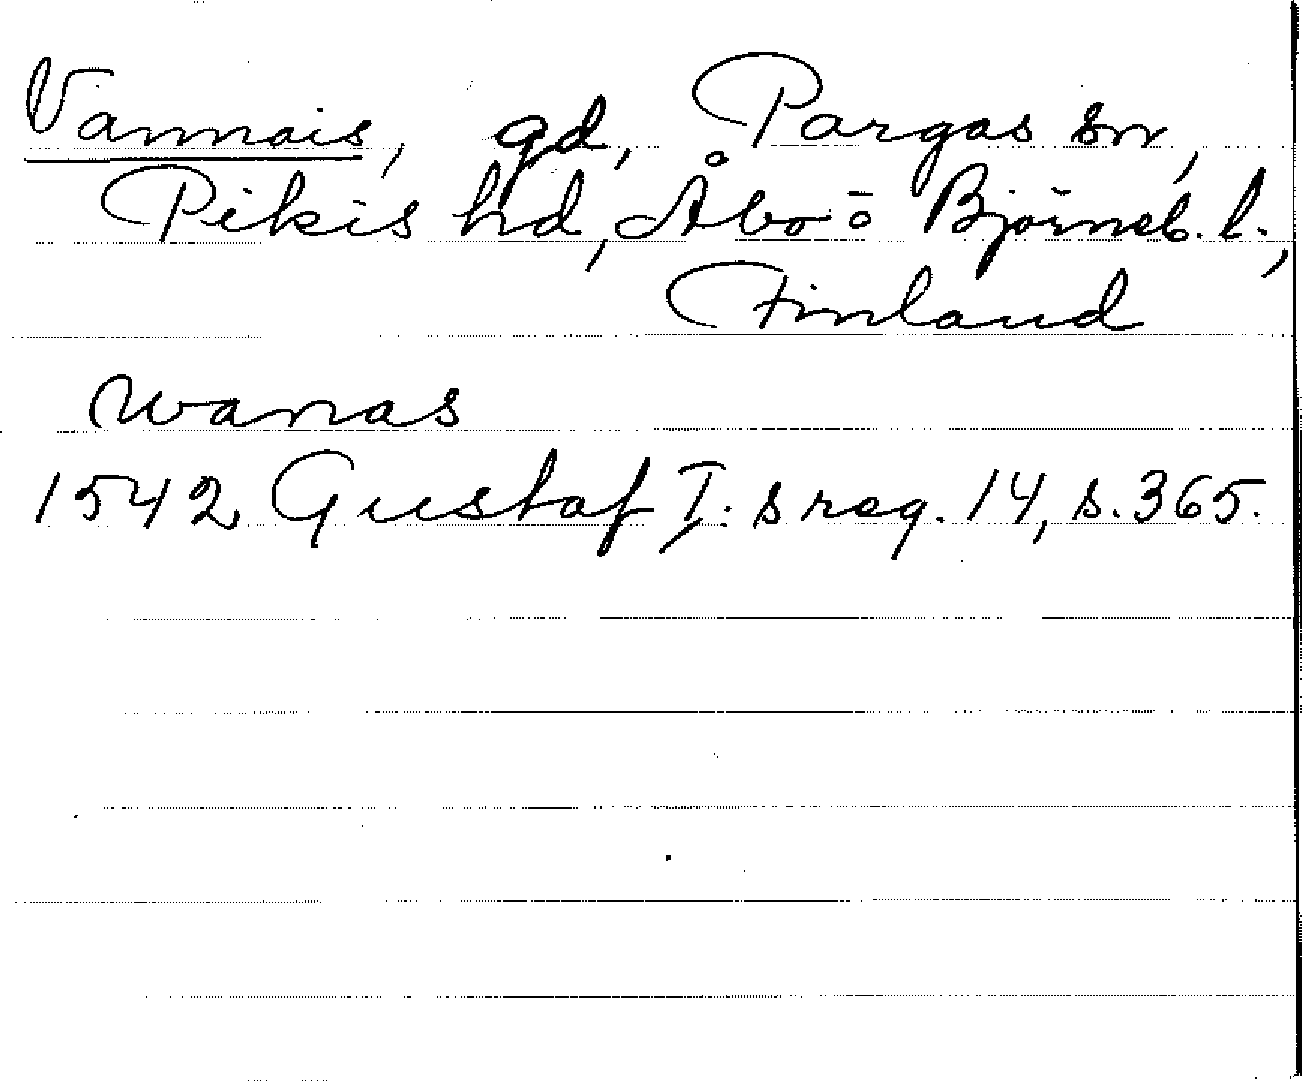 Vannais, gd, Pargas sn,
Pikis hd, Åbo o Björneb. l.,
Finland
wanas
1542 Gustaf I:s reg. 14, s. 365.